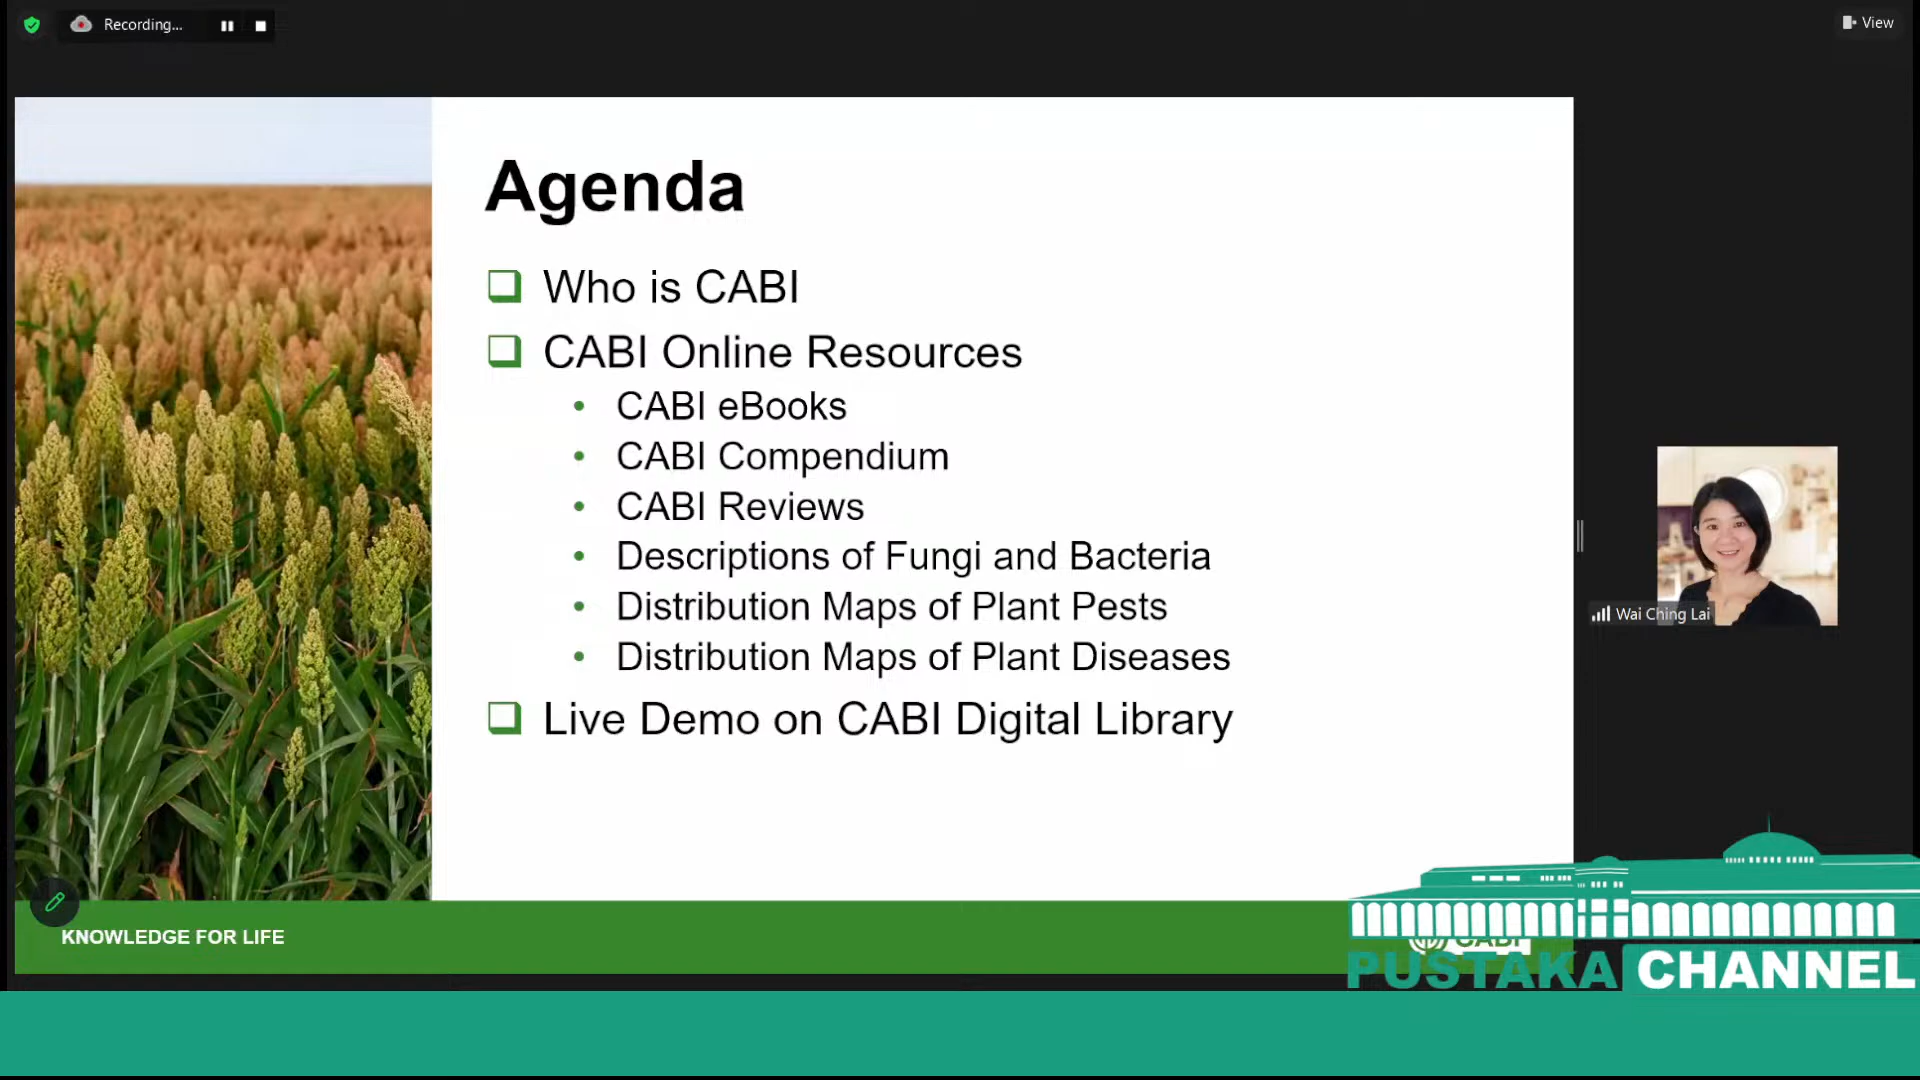 Recording...
View
Agenda
Who is CABI
CABI Online Resources
• CABI eBooks
• CABI Compendium
• CABI Reviews
• Descriptions of Fungi and Bacteria
• Distribution Maps of Plant Pests
• Distribution Maps of Plant Diseases
Live Demo on CABI Digital Library
Wai Ching Lai
KNOWLEDGE FOR LIFE
CABI
PUSTAKA CHANNEL